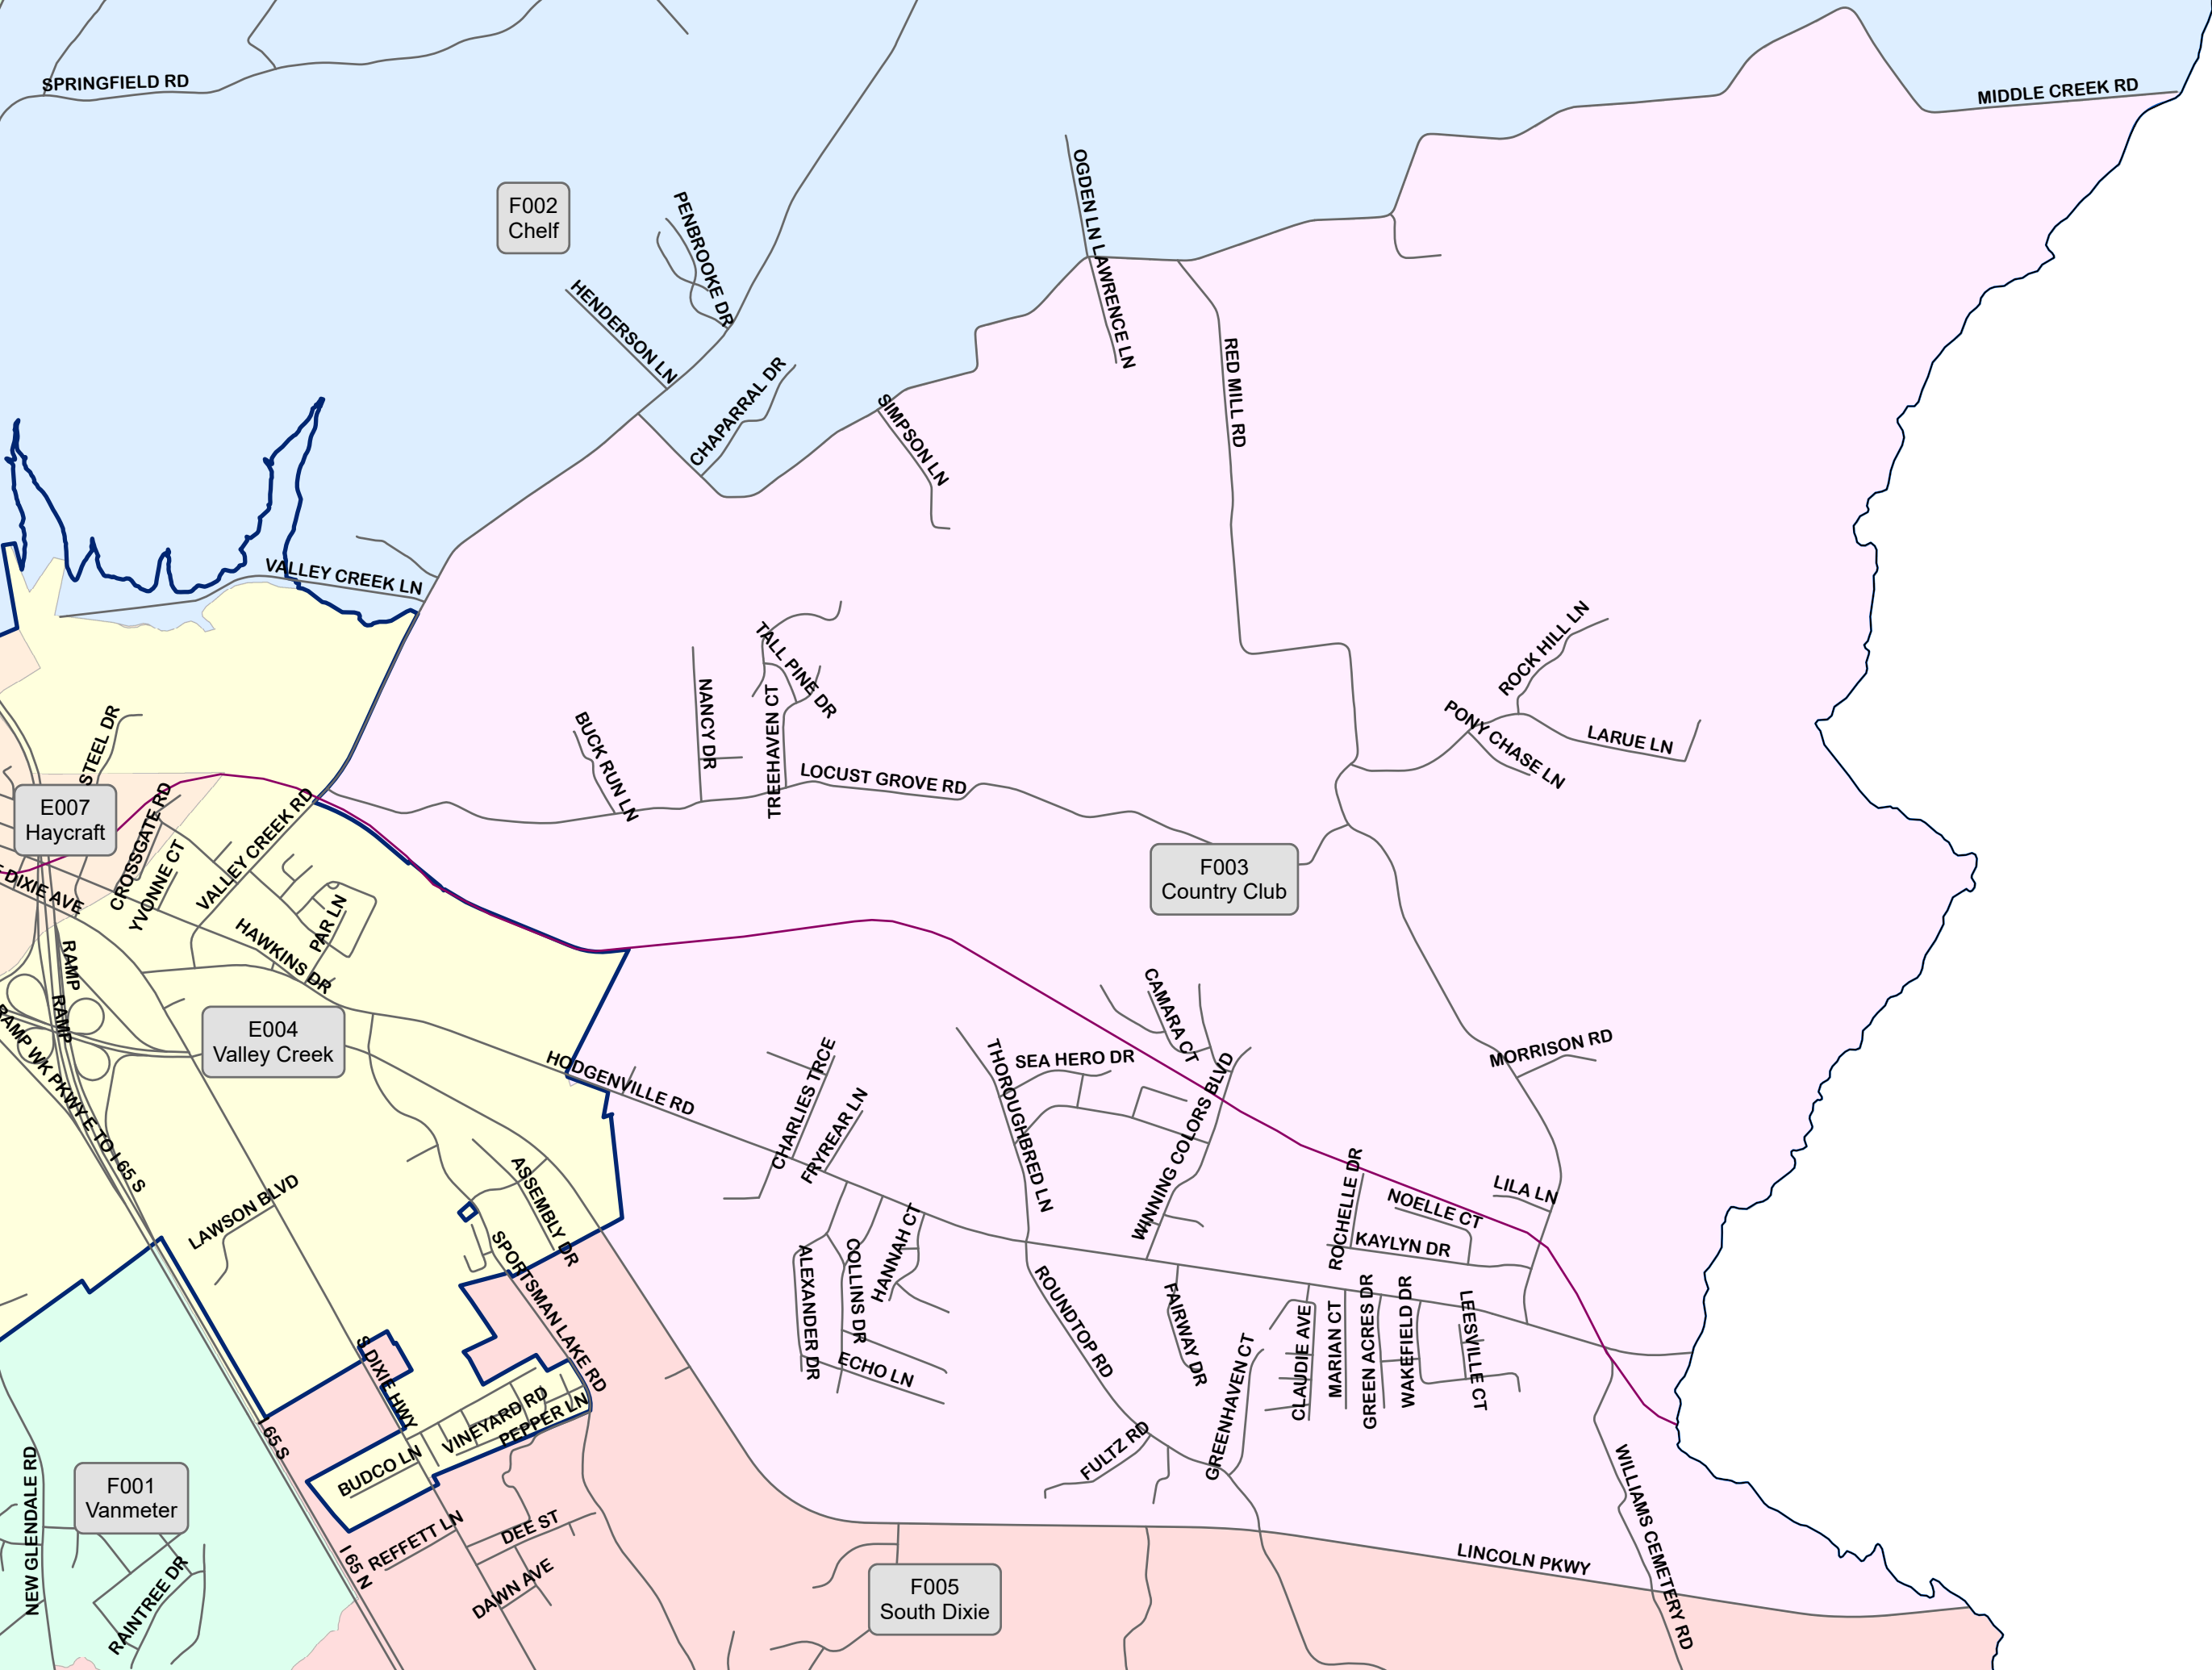 SPRINGFIELD RD
MIDDLE CREEK RD
F002
Chelf
PENBROOKE DR
OGDEN LN
LAWRENCE LN
HENDERSON LN
CHAPARRAL DR
SIMPSON LN
RED MILL RD
VALLEY CREEK LN
TALL PINE DR
ROCK HILL LN
NANCY DR
TREEHAVEN CT
BUCK RUN LN
PONY CHASE LN
LARUE LN
STEEL DR
LOCUST GROVE RD
E007
Haycraft
CROSSGATE RD
YVONNE CT
VALLEY CREEK RD
DIXIE AVE
F003
Country Club
PAR LN
HAWKINS DR
RAMP
RAMP
RAMP WK PKWY E TO I 65 S
E004
Valley Creek
CAMARA CT
SEA HERO DR
THOROUGHBRED LN
WINNING COLORS BLVD
MORRISON RD
HODGENVILLE RD
CHARLIES TRCE
FRYREAR LN
LAWSON BLVD
ASSEMBLY DR
SPORTSMAN LAKE RD
ROCHELLE DR
NOELLE CT
LILA LN
KAYLYN DR
ALEXANDER DR
COLLINS DR
HANNAH CT
ECHO LN
ROUNDTOP RD
FAIRWAY DR
GREENHAVEN CT
CLAUDIE AVE
MARIAN CT
GREEN ACRES DR
WAKEFIELD DR
LEESVILLE CT
S DIXIE HWY
VINEYARD RD
PEPPER LN
BUDCO LN
I 65 S
I 65 N
FULTZ RD
NEW GLENDALE RD
F001
Vanmeter
RAINTREE DR
REFFETT LN
DEE ST
DAWN AVE
F005
South Dixie
LINCOLN PKWY
WILLIAMS CEMETERY RD